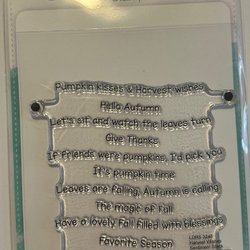 Pumpkin kisses & Harvest wishes
Hello Autumn
Let's sit and watch the leaves turn
Give Thanks
If Friends were pumpkins, I'd pick you
It's pumpkin time
Leaves are falling, Autumn is calling
The magic of Fall
Have a lovely Fall filled with blessings
Favorite Season